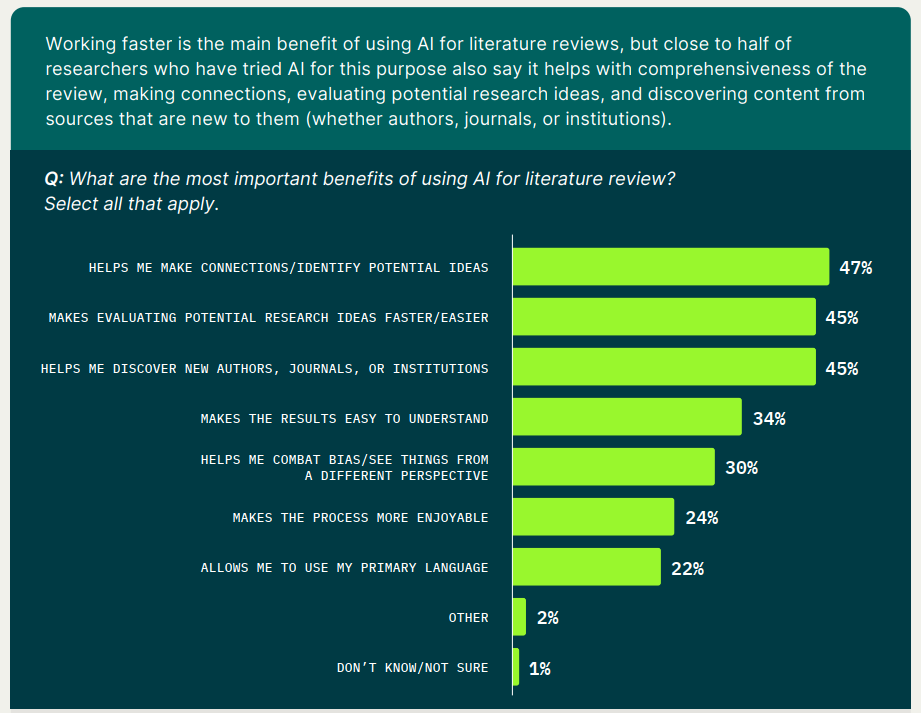 Working faster is the main benefit of using AI for literature reviews, but close to half of
researchers who have tried AI for this purpose also say it helps with comprehensiveness of the
review, making connections, evaluating potential research ideas, and discovering content from
sources that are new to them (whether authors, journals, or institutions).
Q: What are the most important benefits of using AI for literature review?
Select all that apply.
HELPS ME MAKE CONNECTIONS/IDENTIFY POTENTIAL IDEAS 47%
MAKES EVALUATING POTENTIAL RESEARCH IDEAS FASTER/EASIER 45%
HELPS ME DISCOVER NEW AUTHORS, JOURNALS, OR INSTITUTIONS 45%
MAKES THE RESULTS EASY TO UNDERSTAND 34%
HELPS ME COMBAT BIAS/SEE THINGS FROM
A DIFFERENT PERSPECTIVE 30%
MAKES THE PROCESS MORE ENJOYABLE 24%
ALLOWS ME TO USE MY PRIMARY LANGUAGE 22%
OTHER 2%
DON'T KNOW/NOT SURE 1%